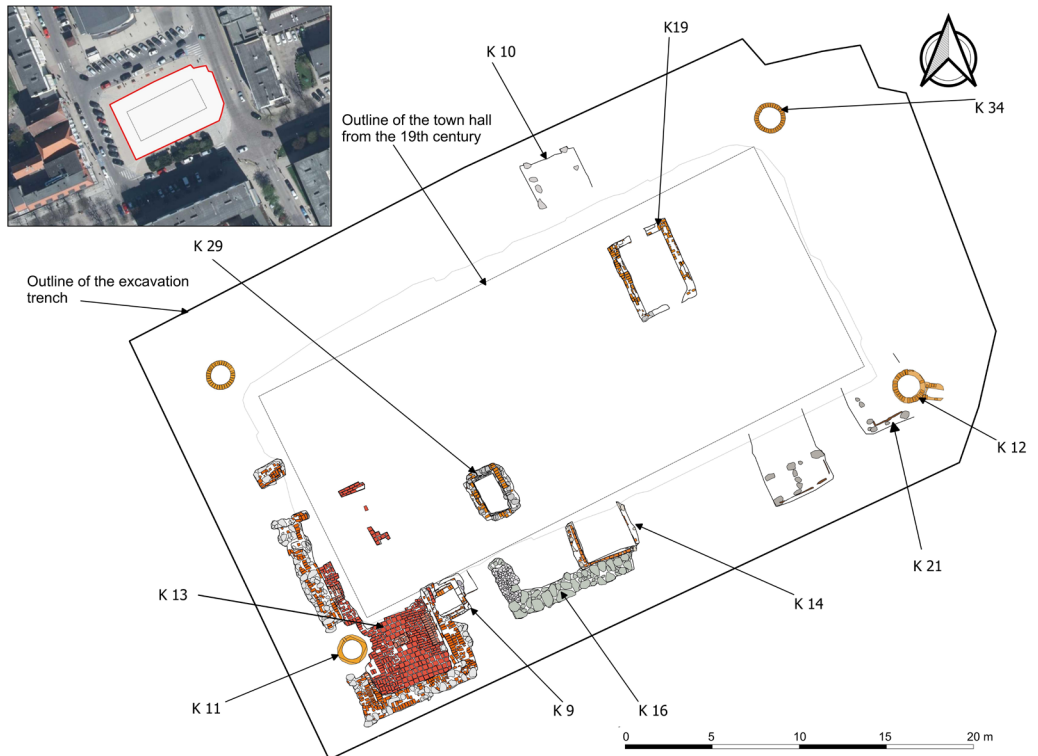 K 10
K19
K 34
Outline of the town hall
from the 19th century
K 29
Outline of the excavation
trench
K 12
K 21
K 14
K 13
K 11
K 9
K 16
0 5 10 15 20 m